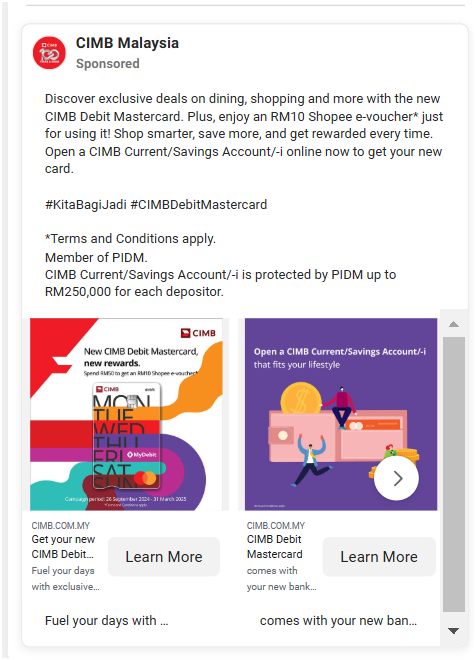 CIMB Malaysia
Sponsored
Discover exclusive deals on dining, shopping and more with the new
CIMB Debit Mastercard. Plus, enjoy an RM10 Shopee e-voucher* just
for using it! Shop smarter, save more, and get rewarded every time.
Open a CIMB Current/Savings Account/-i online now to get your new
card.
#KitaBagiJadi #CIMBDebitMastercard
*Terms and Conditions apply.
Member of PIDM.
CIMB Current/Savings Account/-i is protected by PIDM up to
RM250,000 for each depositor.
CIMB
New CIMB Debit Mastercard,
new rewards.
Spend RM50 to get an RM10 Shopee e-voucher*
CIMB
MON
TUE
WED
THU
FRI
SAT
SUN
MyDebit
Campaign period: 26 September 2024 - 31 March 2025
*Terms and Conditions apply
CIMB.COM.MY
Get your new
CIMB Debit...
Fuel your days
with exclusive...
Learn More
Fuel your days with ...
Open a CIMB Current/Savings Account/-i
that fits your lifestyle
CIMB.COM.MY
CIMB Debit
Mastercard
comes with
your new bank...
Learn More
comes with your new ban...